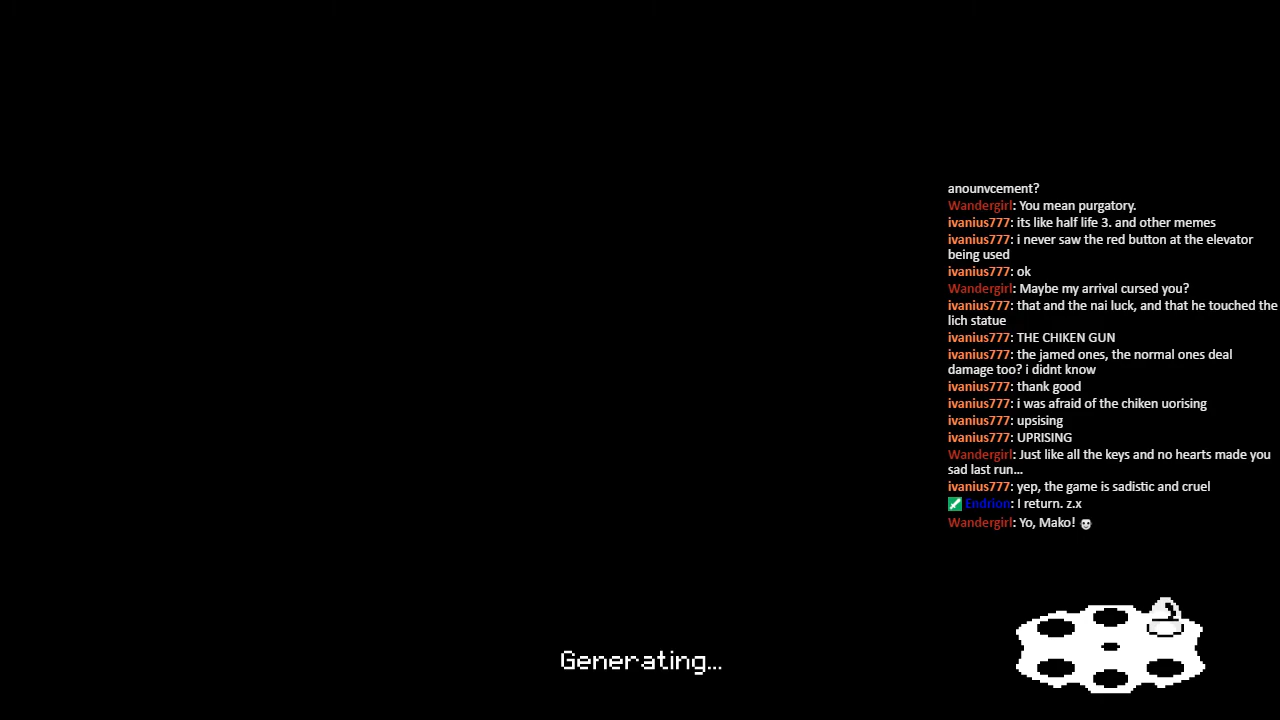 anounvcement?
Wandergirl: You mean purgatory.
ivanius777: its like half life 3. and other memes
ivanius777: i never saw the red button at the elevator
being used
ivanius777: ok
Wandergirl: Maybe my arrival cursed you?
ivanius777: that and the nai luck, and that he touched the
lich statue
ivanius777: THE CHIKEN GUN
ivanius777: the jamed ones, the normal ones deal
damage too? i didnt know
ivanius777: thank good
ivanius777: i was afraid of the chiken uorising
ivanius777: upsising
ivanius777: UPRISING
Wandergirl: Just like all the keys and no hearts made you
sad last run...
ivanius777: yep, the game is sadistic and cruel
Endrion: I return. z.x
Wandergirl: Yo, Mako!
Generating...